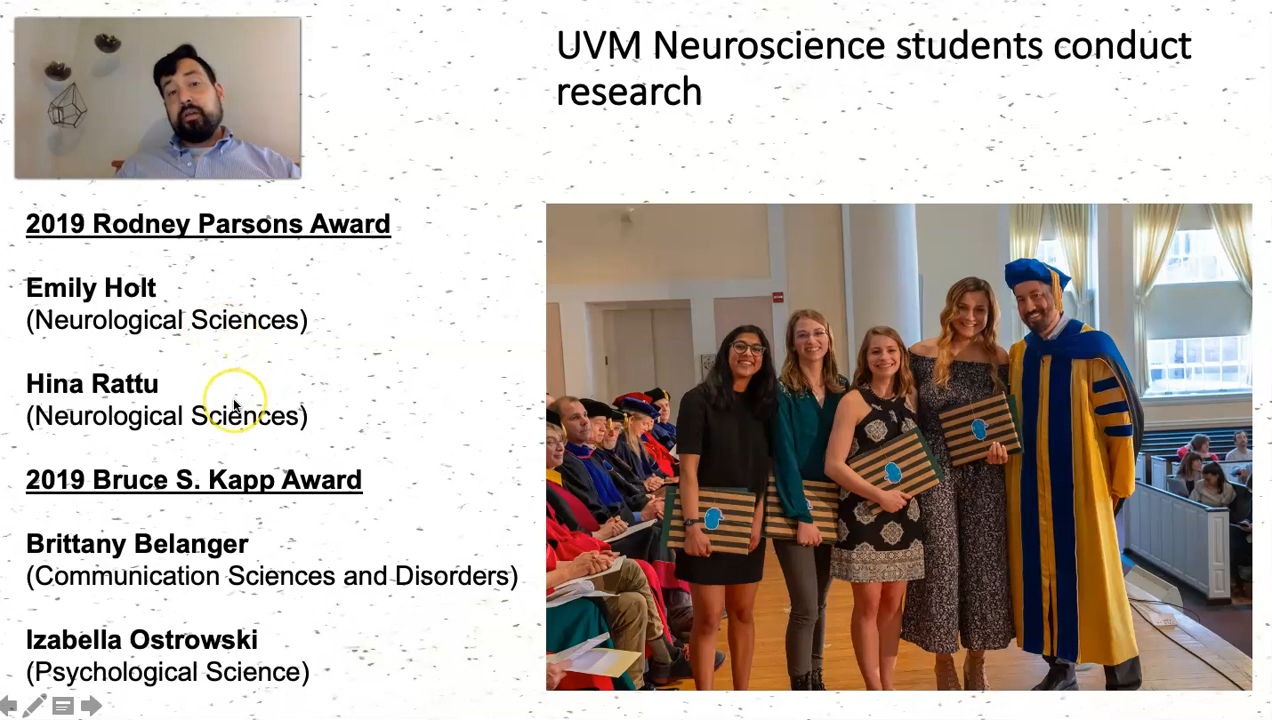 UVM Neuroscience students conduct
research
2019 Rodney Parsons Award
Emily Holt
(Neurological Sciences)
Hina Rattu
(Neurological Sciences)
2019 Bruce S. Kapp Award
Brittany Belanger
(Communication Sciences and Disorders)
Izabella Ostrowski
(Psychological Science)